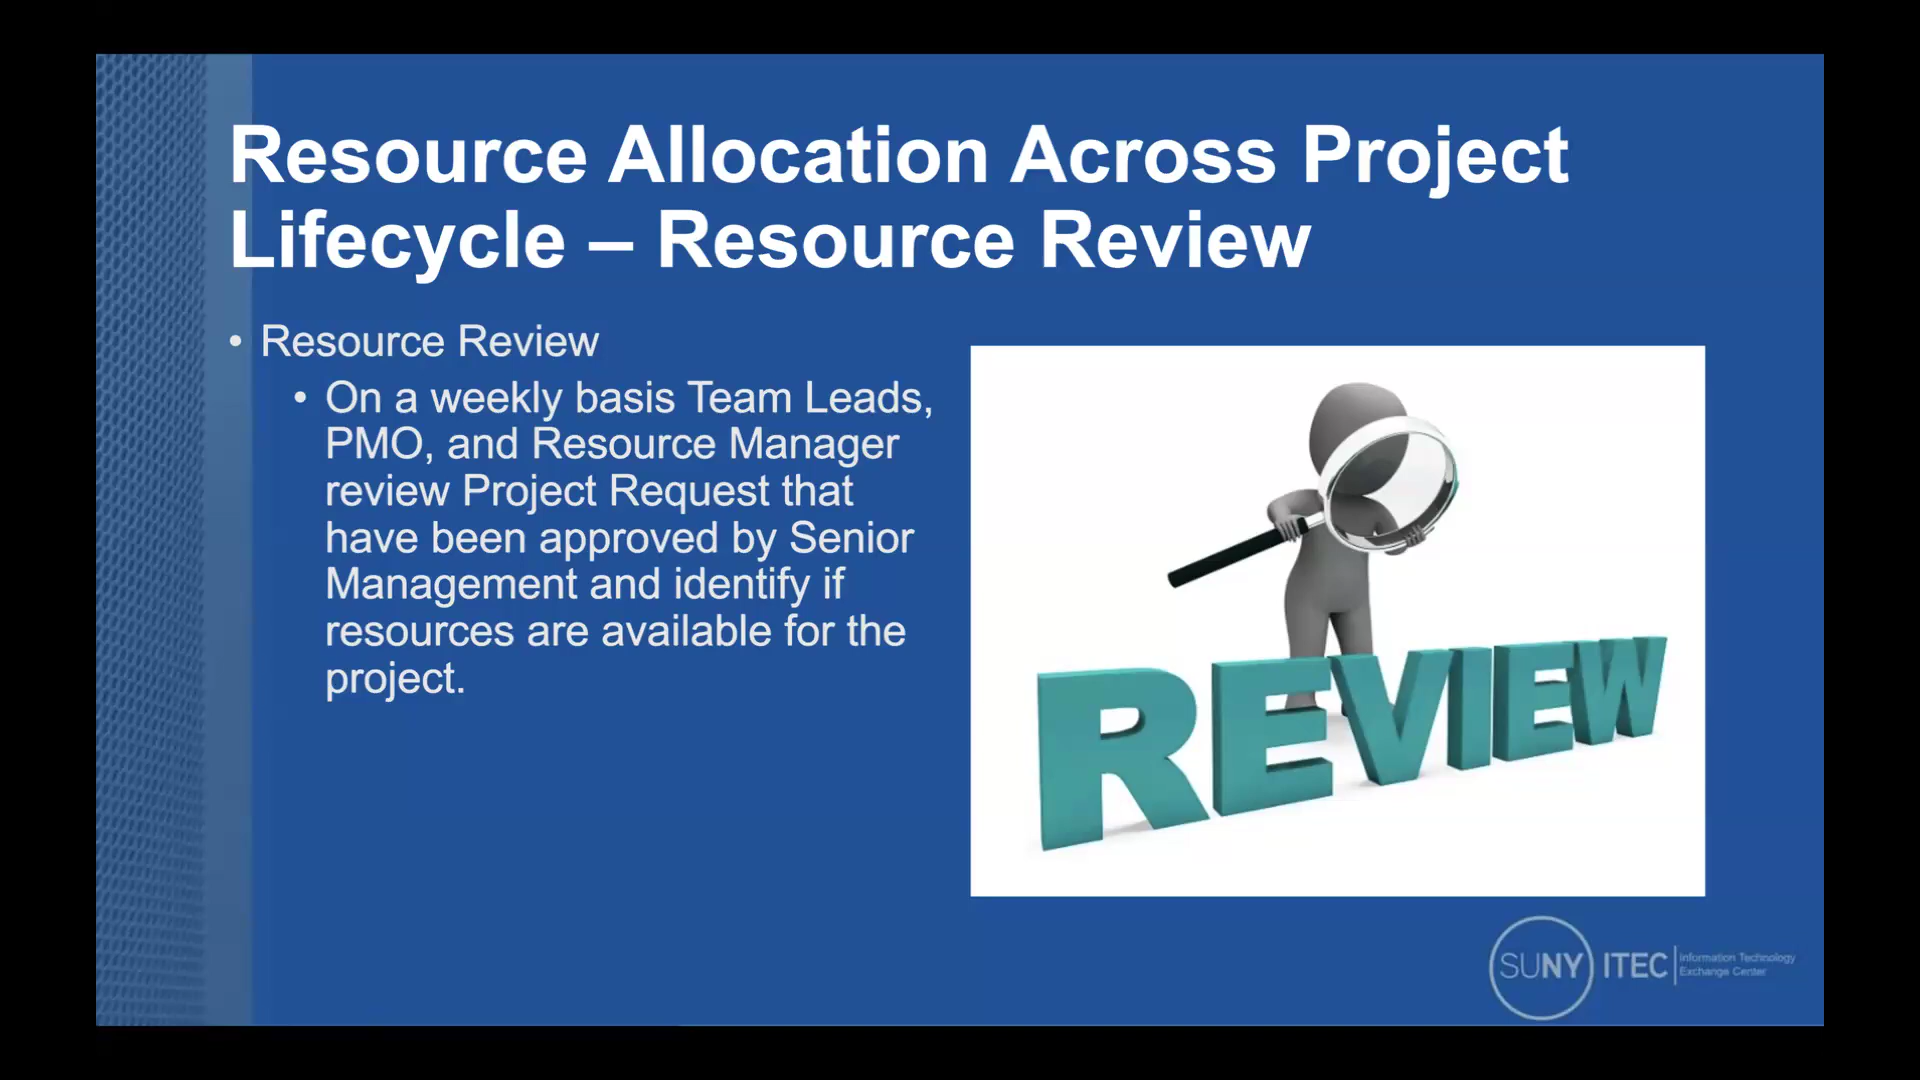 Resource Allocation Across Project
Lifecycle – Resource Review
• Resource Review
• On a weekly basis Team Leads,
PMO, and Resource Manager
review Project Request that
have been approved by Senior
Management and identify if
resources are available for the
project.
REVIEW
SUNY ITEC
Information Technology
Exchange Center